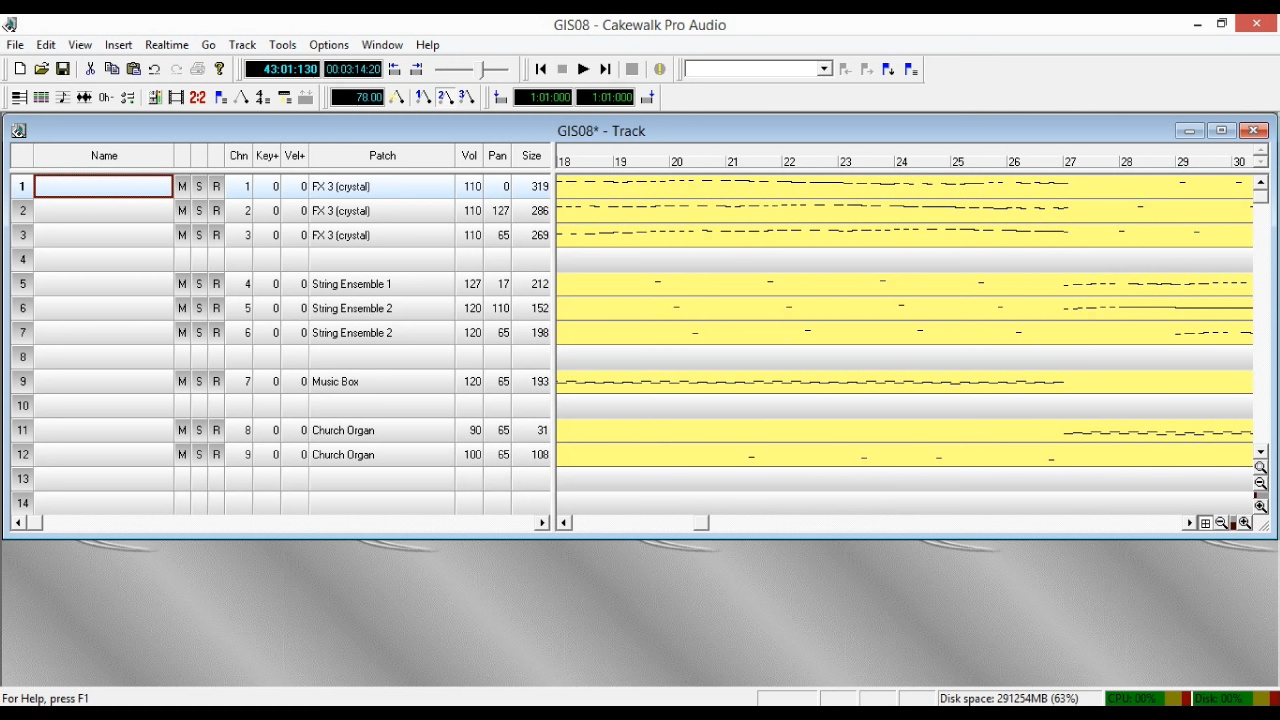 GIS08 - Cakewalk Pro Audio
File Edit View Insert Realtime Go Track Tools Options Window Help
43:01:130 00:03:14:20
0h- 2:2 78.00 1 2 3 1:01:000 1:01:000
GIS08* - Track
Name Chn Key+ Vel+ Patch Vol Pan Size 18 19 20 21 22 23 24 25 26 27 28 29 30
1 M S R 1 0 0 FX 3 (crystal) 110 0 319
2 M S R 2 0 0 FX 3 (crystal) 110 127 286
3 M S R 3 0 0 FX 3 (crystal) 110 65 269
4
5 M S R 4 0 0 String Ensemble 1 127 17 212
6 M S R 5 0 0 String Ensemble 2 120 110 152
7 M S R 6 0 0 String Ensemble 2 120 65 198
8
9 M S R 7 0 0 Music Box 120 65 193
10
11 M S R 8 0 0 Church Organ 90 65 31
12 M S R 9 0 0 Church Organ 100 65 108
13
14
For Help, press F1 Disk space: 291254MB (63%) CPU: 00% Disk: 00%